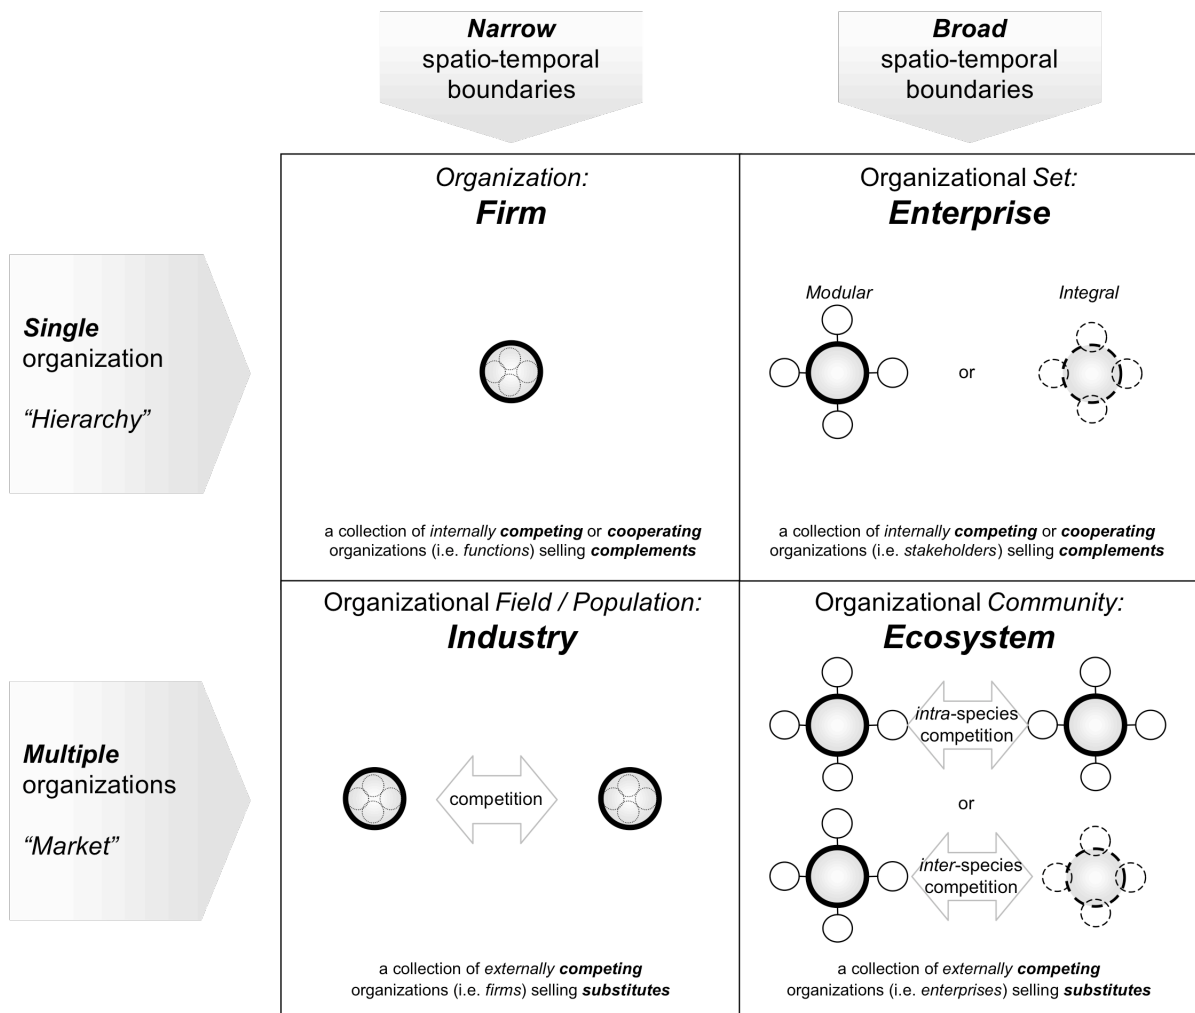 Narrow
spatio-temporal
boundaries
Broad
spatio-temporal
boundaries
Single
organization
“Hierarchy”
Organization:
Firm
a collection of internally competing or cooperating
organizations (i.e. functions) selling complements
Organizational Set:
Enterprise
Modular
or
Integral
a collection of internally competing or cooperating
organizations (i.e. stakeholders) selling complements
Multiple
organizations
“Market”
Organizational Field / Population:
Industry
competition
a collection of externally competing
organizations (i.e. firms) selling substitutes
Organizational Community:
Ecosystem
intra-species
competition
or
inter-species
competition
a collection of externally competing
organizations (i.e. enterprises) selling substitutes